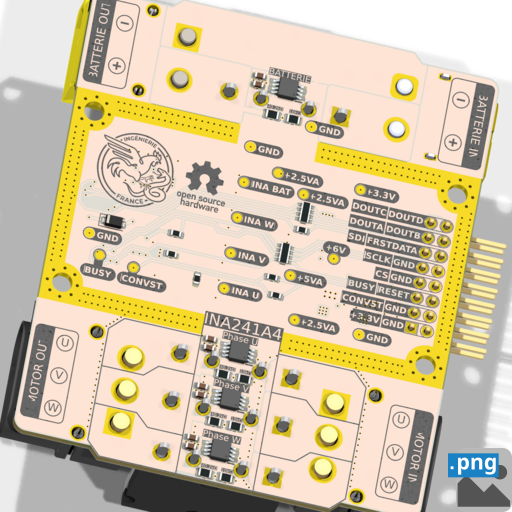 BATTERIE OUT
BATTERIE
BATTERIE IN
GND
GND
+2.5VA
INA BAT
+2.5VA
+3.3V
INGÉNIERIE
FRANCE
open source
hardware
INA W
DOUTC DOUTD
DOUTA DOUTB
SDI FRSTDATA
SCLK GND
CS GND
BUSY RESET
CONVST GND
+3.3V GND
GND
GND
INA V
+6V
BUSY
CONVST
+5VA
INA U
+2.5VA
INA241A4
Phase U
Phase V
Phase W
MOTOR OUT
U
V
W
MOTOR IN
U
V
W
.png